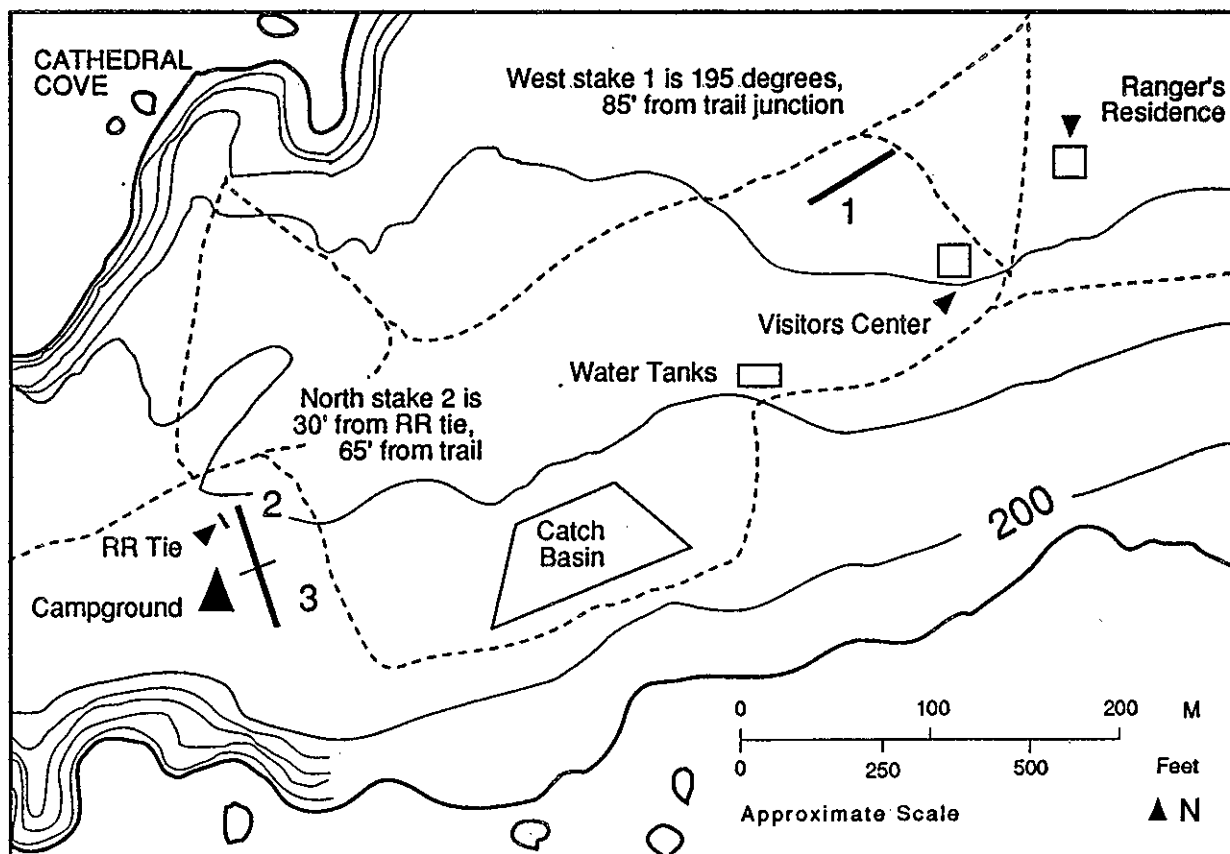 CATHEDRAL
COVE
West stake 1 is 195 degrees,
85' from trail junction
Ranger's
Residence
1
Visitors Center
Water Tanks
North stake 2 is
30' from RR tie,
65' from trail
2
RR Tie
Catch
Basin
200
Campground
3
0 100 200 M
0 250 500 Feet
Approximate Scale
N